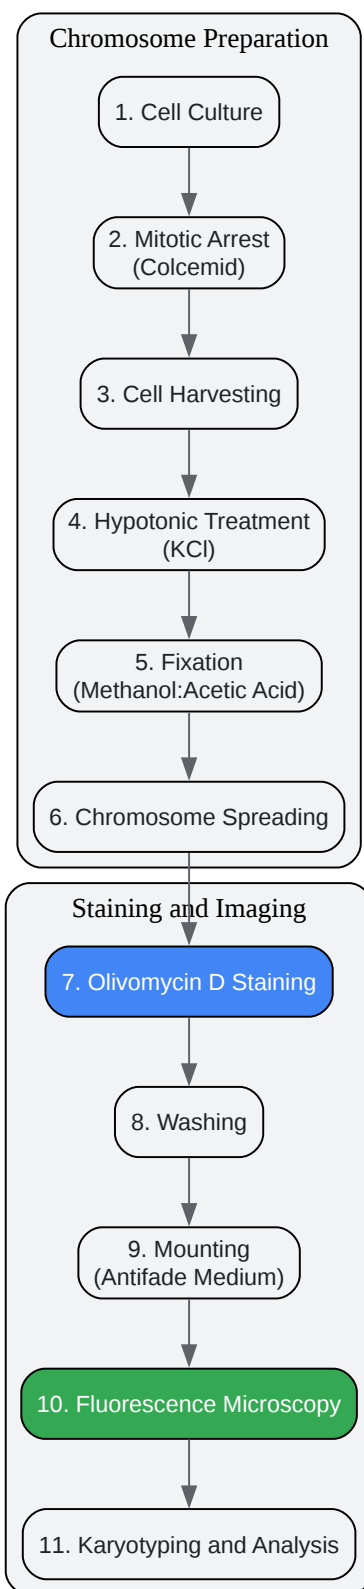 Chromosome Preparation
1. Cell Culture
2. Mitotic Arrest
(Colcemid)
3. Cell Harvesting
4. Hypotonic Treatment
(KCl)
5. Fixation
(Methanol:Acetic Acid)
6. Chromosome Spreading
Staining and Imaging
7. Olivomycin D Staining
8. Washing
9. Mounting
(Antifade Medium)
10. Fluorescence Microscopy
11. Karyotyping and Analysis